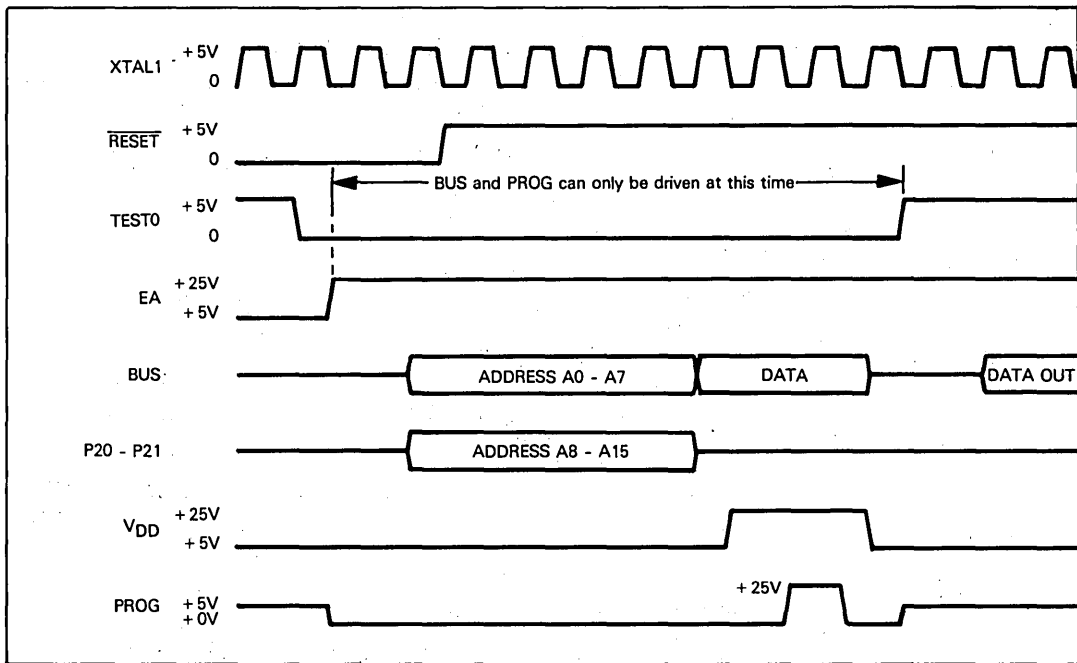 XTAL1 +5V
0
RESET +5V
0
BUS and PROG can only be driven at this time
TEST0 +5V
0
EA +25V
+5V
BUS ADDRESS A0 - A7 DATA DATA OUT
P20 - P21 ADDRESS A8 - A15
VDD +25V
+5V
+25V
PROG +5V
+0V